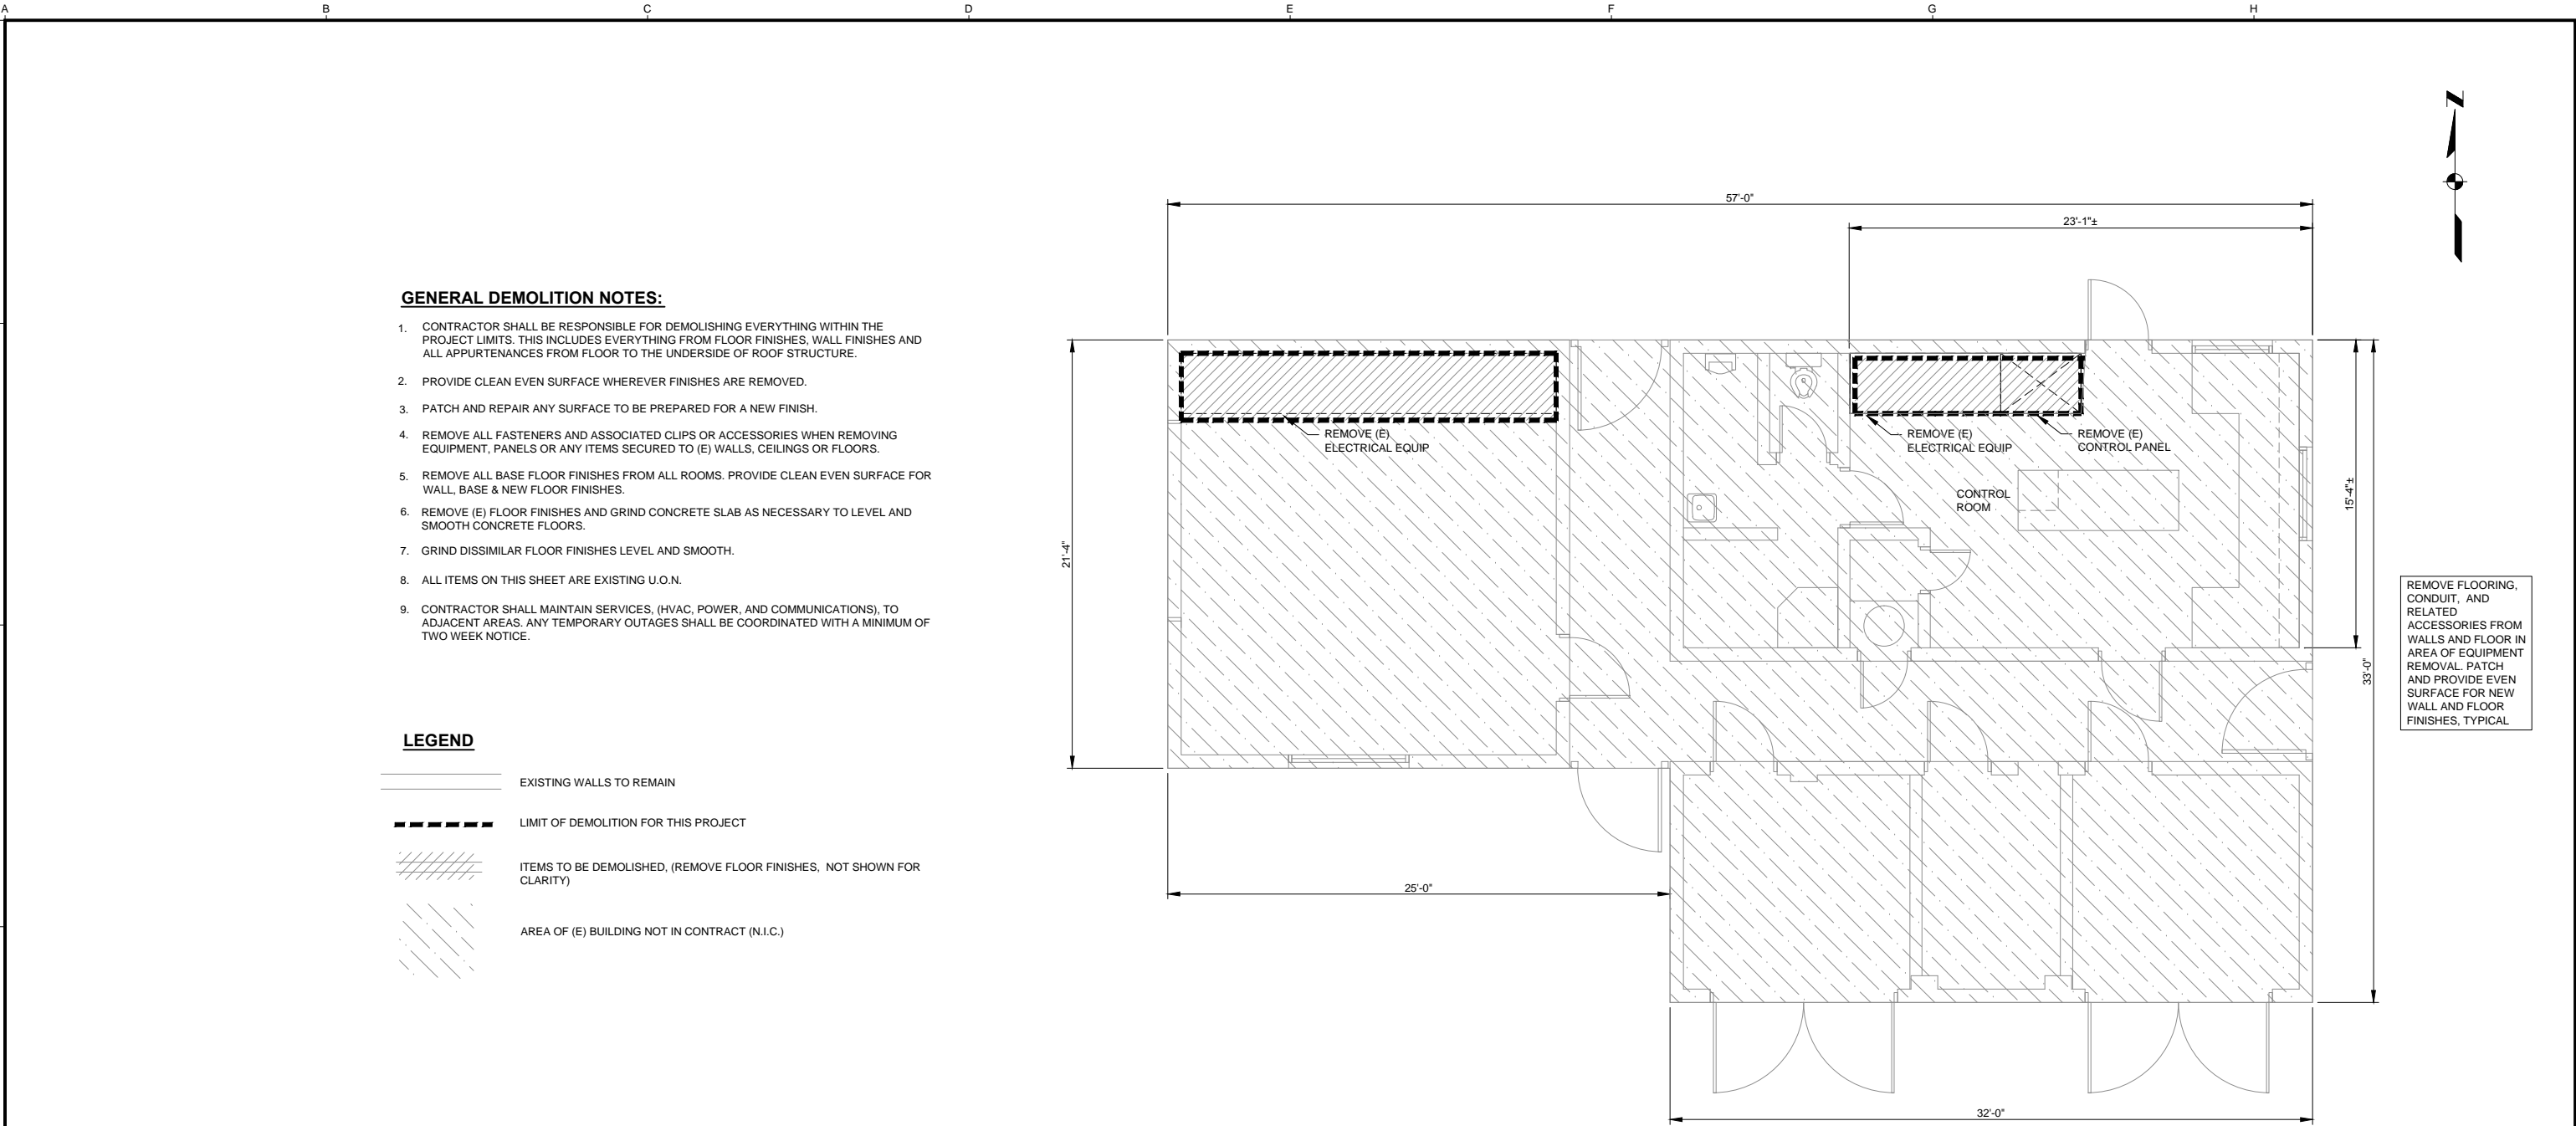 A B C D E F G H
N
57'-0"
23'-1"±
GENERAL DEMOLITION NOTES:
1. CONTRACTOR SHALL BE RESPONSIBLE FOR DEMOLISHING EVERYTHING WITHIN THE
PROJECT LIMITS. THIS INCLUDES EVERYTHING FROM FLOOR FINISHES, WALL FINISHES AND
ALL APPURTENANCES FROM FLOOR TO THE UNDERSIDE OF ROOF STRUCTURE.
2. PROVIDE CLEAN EVEN SURFACE WHEREVER FINISHES ARE REMOVED.
3. PATCH AND REPAIR ANY SURFACE TO BE PREPARED FOR A NEW FINISH.
4. REMOVE ALL FASTENERS AND ASSOCIATED CLIPS OR ACCESSORIES WHEN REMOVING
EQUIPMENT, PANELS OR ANY ITEMS SECURED TO (E) WALLS, CEILINGS OR FLOORS.
5. REMOVE ALL BASE FLOOR FINISHES FROM ALL ROOMS. PROVIDE CLEAN EVEN SURFACE FOR
WALL, BASE & NEW FLOOR FINISHES.
6. REMOVE (E) FLOOR FINISHES AND GRIND CONCRETE SLAB AS NECESSARY TO LEVEL AND
SMOOTH CONCRETE FLOORS.
7. GRIND DISSIMILAR FLOOR FINISHES LEVEL AND SMOOTH.
8. ALL ITEMS ON THIS SHEET ARE EXISTING U.O.N.
9. CONTRACTOR SHALL MAINTAIN SERVICES, (HVAC, POWER, AND COMMUNICATIONS), TO
ADJACENT AREAS. ANY TEMPORARY OUTAGES SHALL BE COORDINATED WITH A MINIMUM OF
TWO WEEK NOTICE.
LEGEND
EXISTING WALLS TO REMAIN
LIMIT OF DEMOLITION FOR THIS PROJECT
ITEMS TO BE DEMOLISHED, (REMOVE FLOOR FINISHES, NOT SHOWN FOR
CLARITY)
AREA OF (E) BUILDING NOT IN CONTRACT (N.I.C.)
21'-4"
REMOVE (E)
ELECTRICAL EQUIP
REMOVE (E)
ELECTRICAL EQUIP
REMOVE (E)
CONTROL PANEL
CONTROL
ROOM
15'-4"±
33'-0"
REMOVE FLOORING,
CONDUIT, AND
RELATED
ACCESSORIES FROM
WALLS AND FLOOR IN
AREA OF EQUIPMENT
REMOVAL. PATCH
AND PROVIDE EVEN
SURFACE FOR NEW
WALL AND FLOOR
FINISHES, TYPICAL
25'-0"
32'-0"